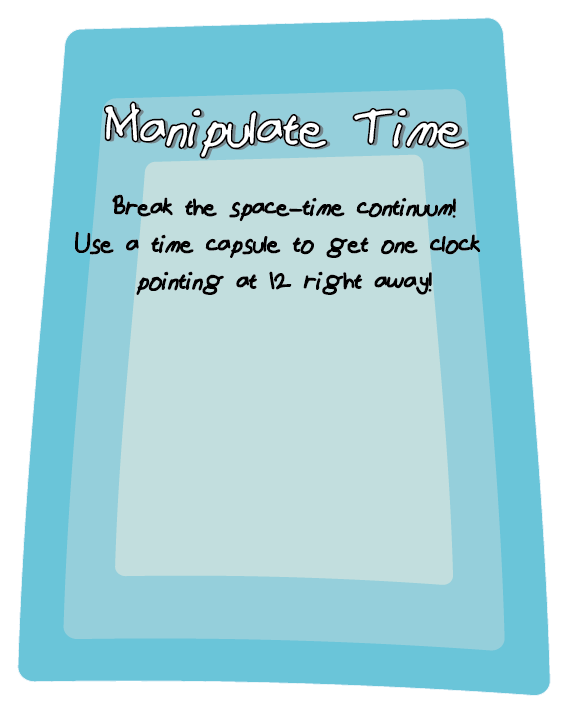 Manipulate Time
Break the space-time continuum!
Use a time capsule to get one clock
pointing at 12 right away!